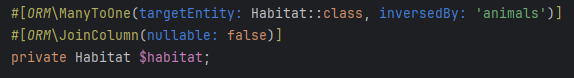 #[ORM\ManyToOne(targetEntity: Habitat::class, inversedBy: 'animals')]
#[ORM\JoinColumn(nullable: false)]
private Habitat $habitat;